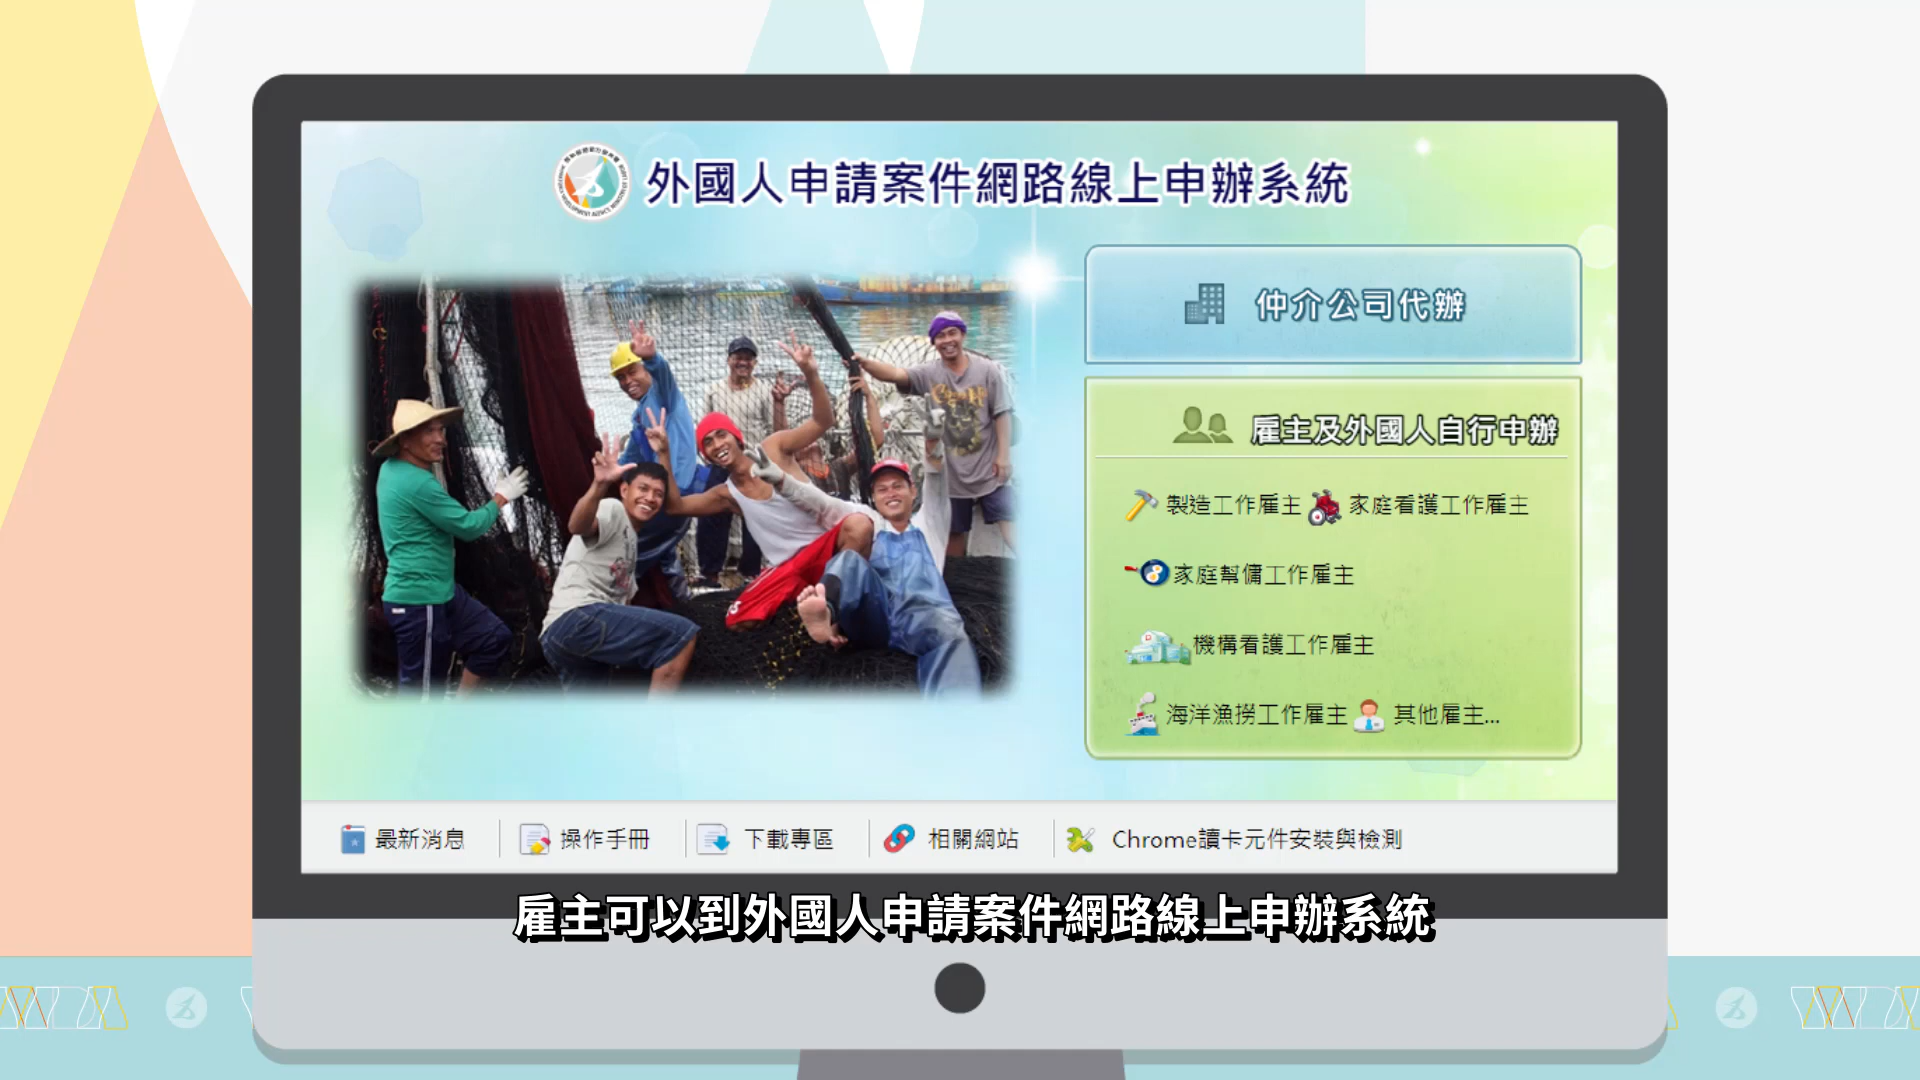 外國人申請案件網路線上申辦系統
仲介公司代辦
雇主及外國人自行申辦
製造工作雇主 家庭看護工作雇主
家庭幫傭工作雇主
機構看護工作雇主
海洋漁撈工作雇主 其他雇主...
最新消息 操作手冊 下載專區 相關網站 Chrome讀卡元件安裝與檢測
雇主可以到外國人申請案件網路線上申辦系統